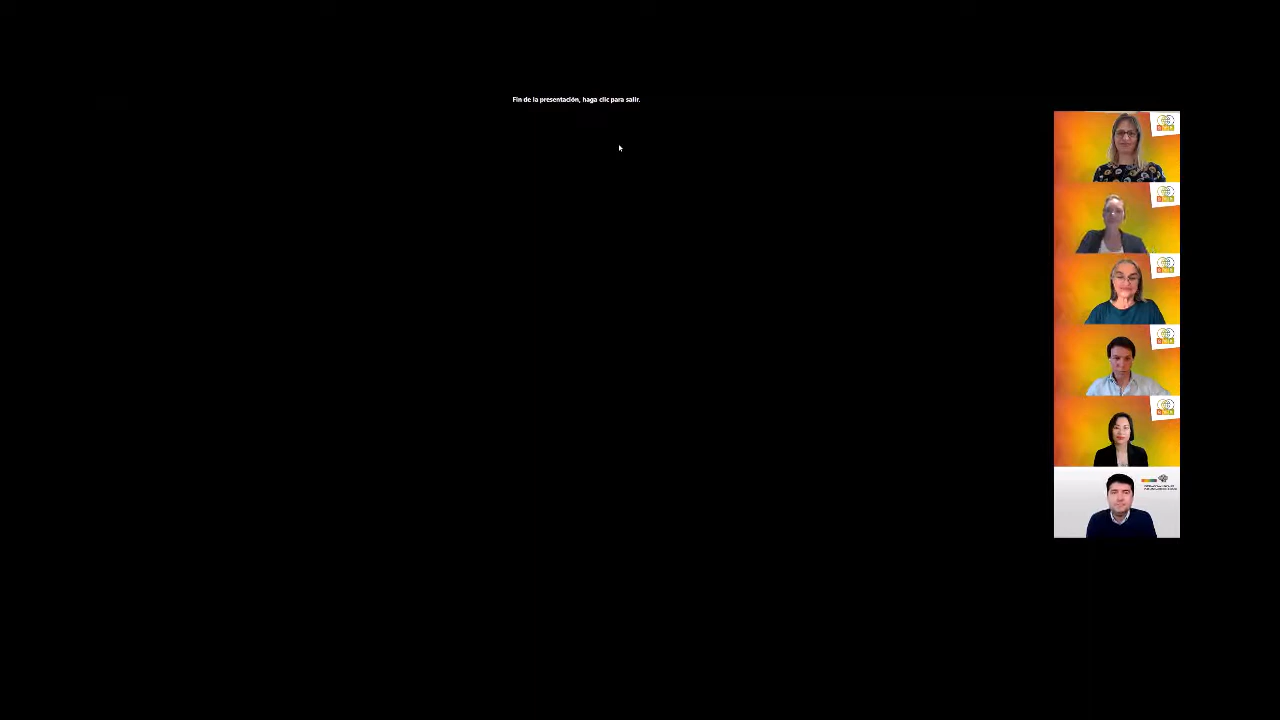 Fin de la presentación, haga clic para salir.